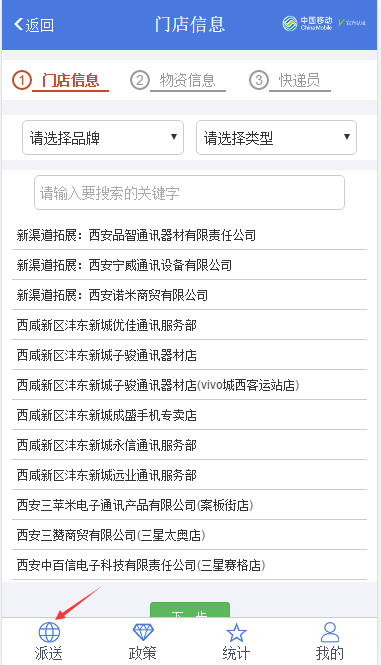 返回 门店信息 中国移动 China Mobile 官方认证
1 门店信息 2 物资信息 3 快递员
请选择品牌 请选择类型
请输入要搜索的关键字
新渠道拓展：西安品智通讯器材有限责任公司
新渠道拓展：西安宁威通讯设备有限公司
新渠道拓展：西安诺米商贸有限公司
西咸新区沣东新城优佳通讯服务部
西咸新区沣东新城子骏通讯器材店
西咸新区沣东新城子骏通讯器材店(vivo城西客运站店)
西咸新区沣东新城成盛手机专卖店
西咸新区沣东新城永信通讯服务部
西咸新区沣东新城远业通讯服务部
西安三苹米电子通讯产品有限公司(案板街店)
西安三赞商贸有限公司(三星太奥店)
西安中百信电子科技有限责任公司(三星赛格店)
下一步
派送 政策 统计 我的